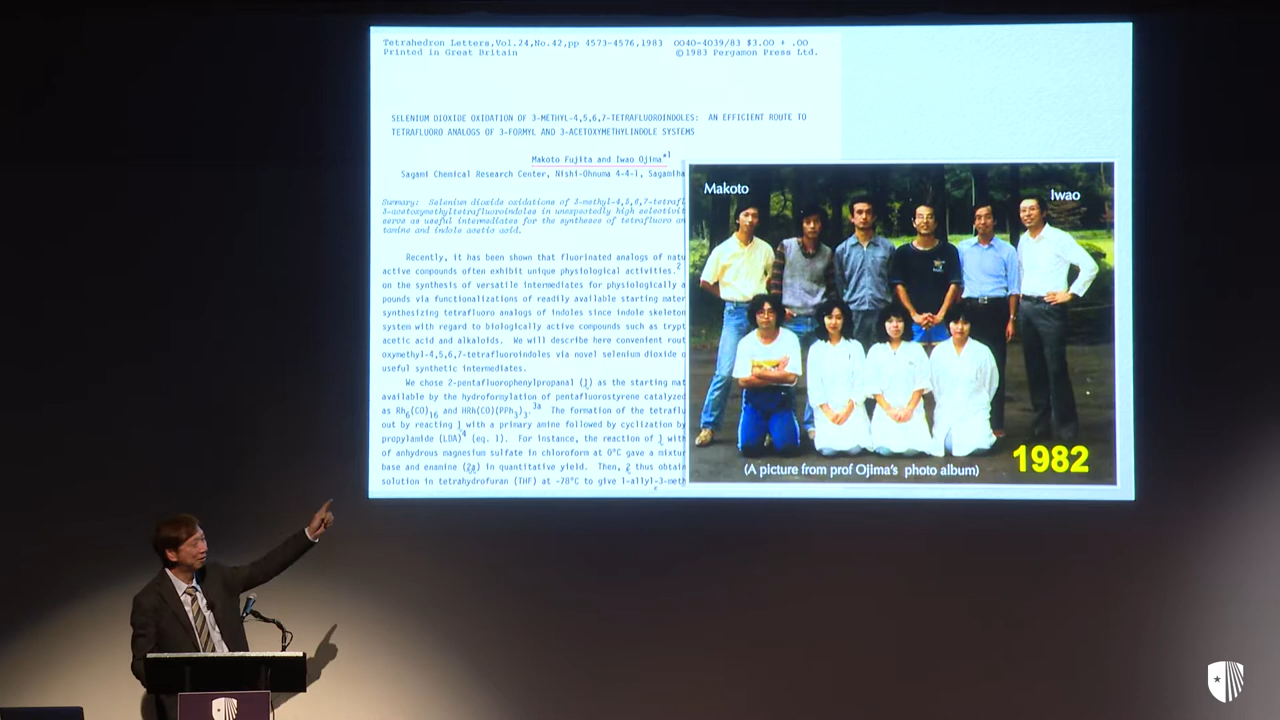 Tetrahedron Letters,Vol.24,No.42,pp 4573-4576,1983 0040-4039/83 $3.00 + .00
Printed in Great Britain ©1983 Pergamon Press Ltd.
SELENIUM DIOXIDE OXIDATION OF 3-METHYL-4,5,6,7-TETRAFLUOROINDOLES: AN EFFICIENT ROUTE TO
TETRAFLUORO ANALOGS OF 3-FORMYL AND 3-ACETOXYMETHYLINDOLE SYSTEMS
Makoto Fujita and Iwao Ojima*1
Sagami Chemical Research Center, Nishi-Ohnuma 4-4-1, Sagamiha
Summary: Selenium dioxide oxidations of 3-methyl-4,5,6,7-tetrafl
3-acetoxymethyltetrafluoroindoles in unexpectedly high selectivit
serve as useful intermediates for the syntheses of tetrafluoro an
tamine and indole acetic acid.
Recently, it has been shown that fluorinated analogs of natu
active compounds often exhibit unique physiological activities.2
on the synthesis of versatile intermediates for physiologically a
pounds via functionalizations of readily available starting mater
synthesizing tetrafluoro analogs of indoles since indole skeleton
system with regard to biologically active compounds such as trypt
acetic acid and alkaloids. We will describe here convenient rout
oxymethyl-4,5,6,7-tetrafluoroindoles via novel selenium dioxide o
useful synthetic intermediates.
We chose 2-pentafluorophenylpropanal (1) as the starting mat
available by the hydroformylation of pentafluorostyrene catalyzed
as Rh6(CO)16 and HRh(CO)(PPh3)3.3a The formation of the tetraflu
out by reacting 1 with a primary amine followed by cyclization by
propylamide (LDA)4 (eq. 1). For instance, the reaction of 1 with
of anhydrous magnesium sulfate in chloroform at 0°C gave a mixtur
base and enamine (2a) in quantitative yield. Then, 2 thus obtain
solution in tetrahydrofuran (THF) at -78°C to give 1-allyl-3-meth
Makoto
Iwao
1982
(A picture from prof Ojima's photo album)